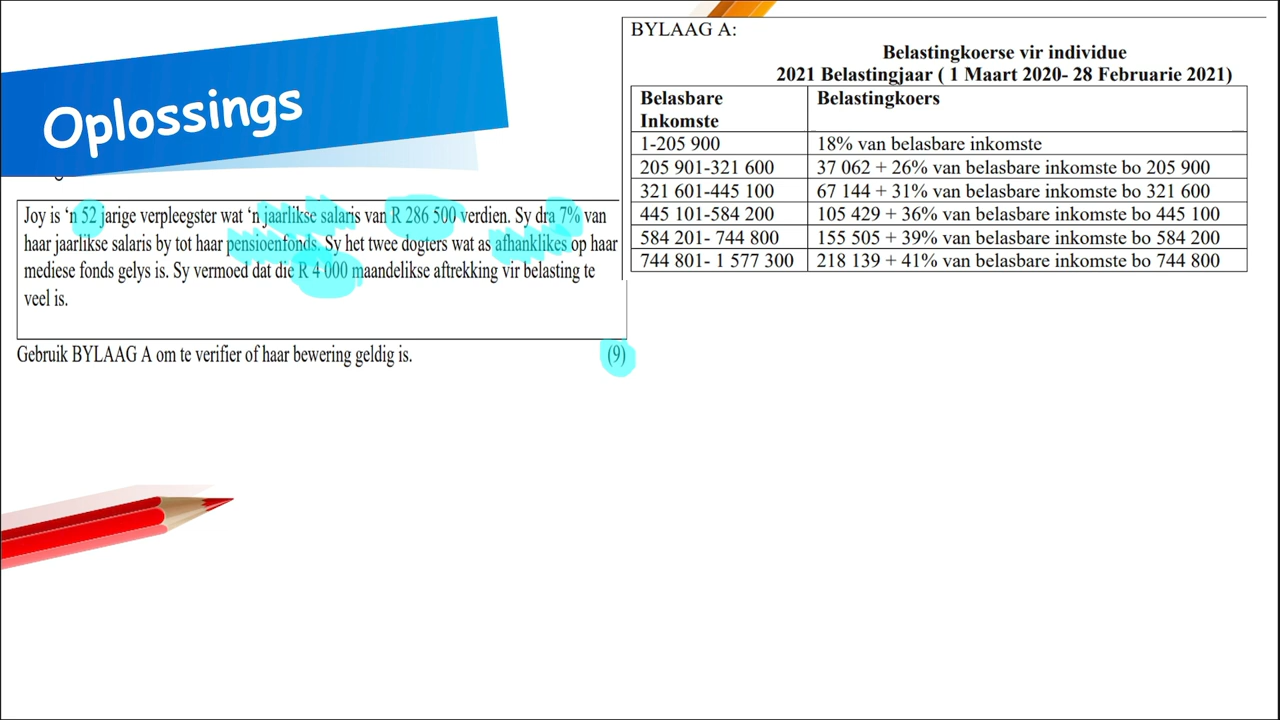 Oplossings
Joy is ‘n 52 jarige verpleegster wat ‘n jaarlikse salaris van R 286 500 verdien. Sy dra 7% van
haar jaarlikse salaris by tot haar pensioenfonds. Sy het twee dogters wat as afhanklikes op haar
mediese fonds gelys is. Sy vermoed dat die R 4 000 maandelikse aftrekking vir belasting te
veel is.
Gebruik BYLAAG A om te verifier of haar bewering geldig is. (9)
BYLAAG A:
Belastingkoerse vir individue
2021 Belastingjaar ( 1 Maart 2020- 28 Februarie 2021)
Belasbare Belastingkoers
Inkomste
1-205 900 18% van belasbare inkomste
205 901-321 600 37 062 + 26% van belasbare inkomste bo 205 900
321 601-445 100 67 144 + 31% van belasbare inkomste bo 321 600
445 101-584 200 105 429 + 36% van belasbare inkomste bo 445 100
584 201- 744 800 155 505 + 39% van belasbare inkomste bo 584 200
744 801- 1 577 300 218 139 + 41% van belasbare inkomste bo 744 800